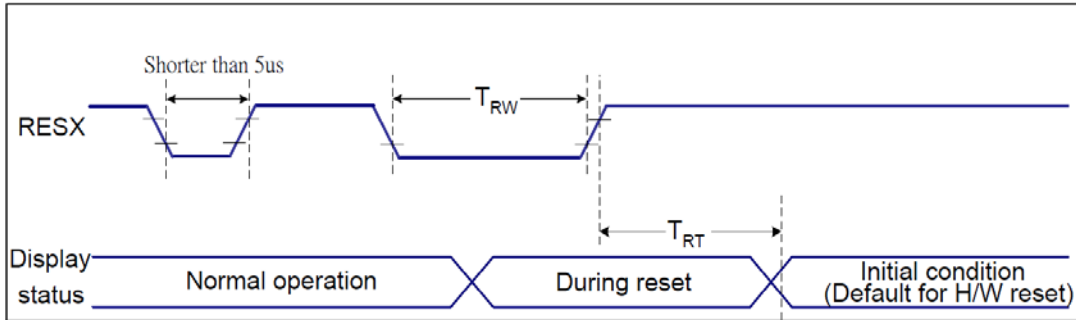 Shorter than 5us
RESX
TRW
TRT
Display
status
Normal operation
During reset
Initial condition
(Default for H/W reset)